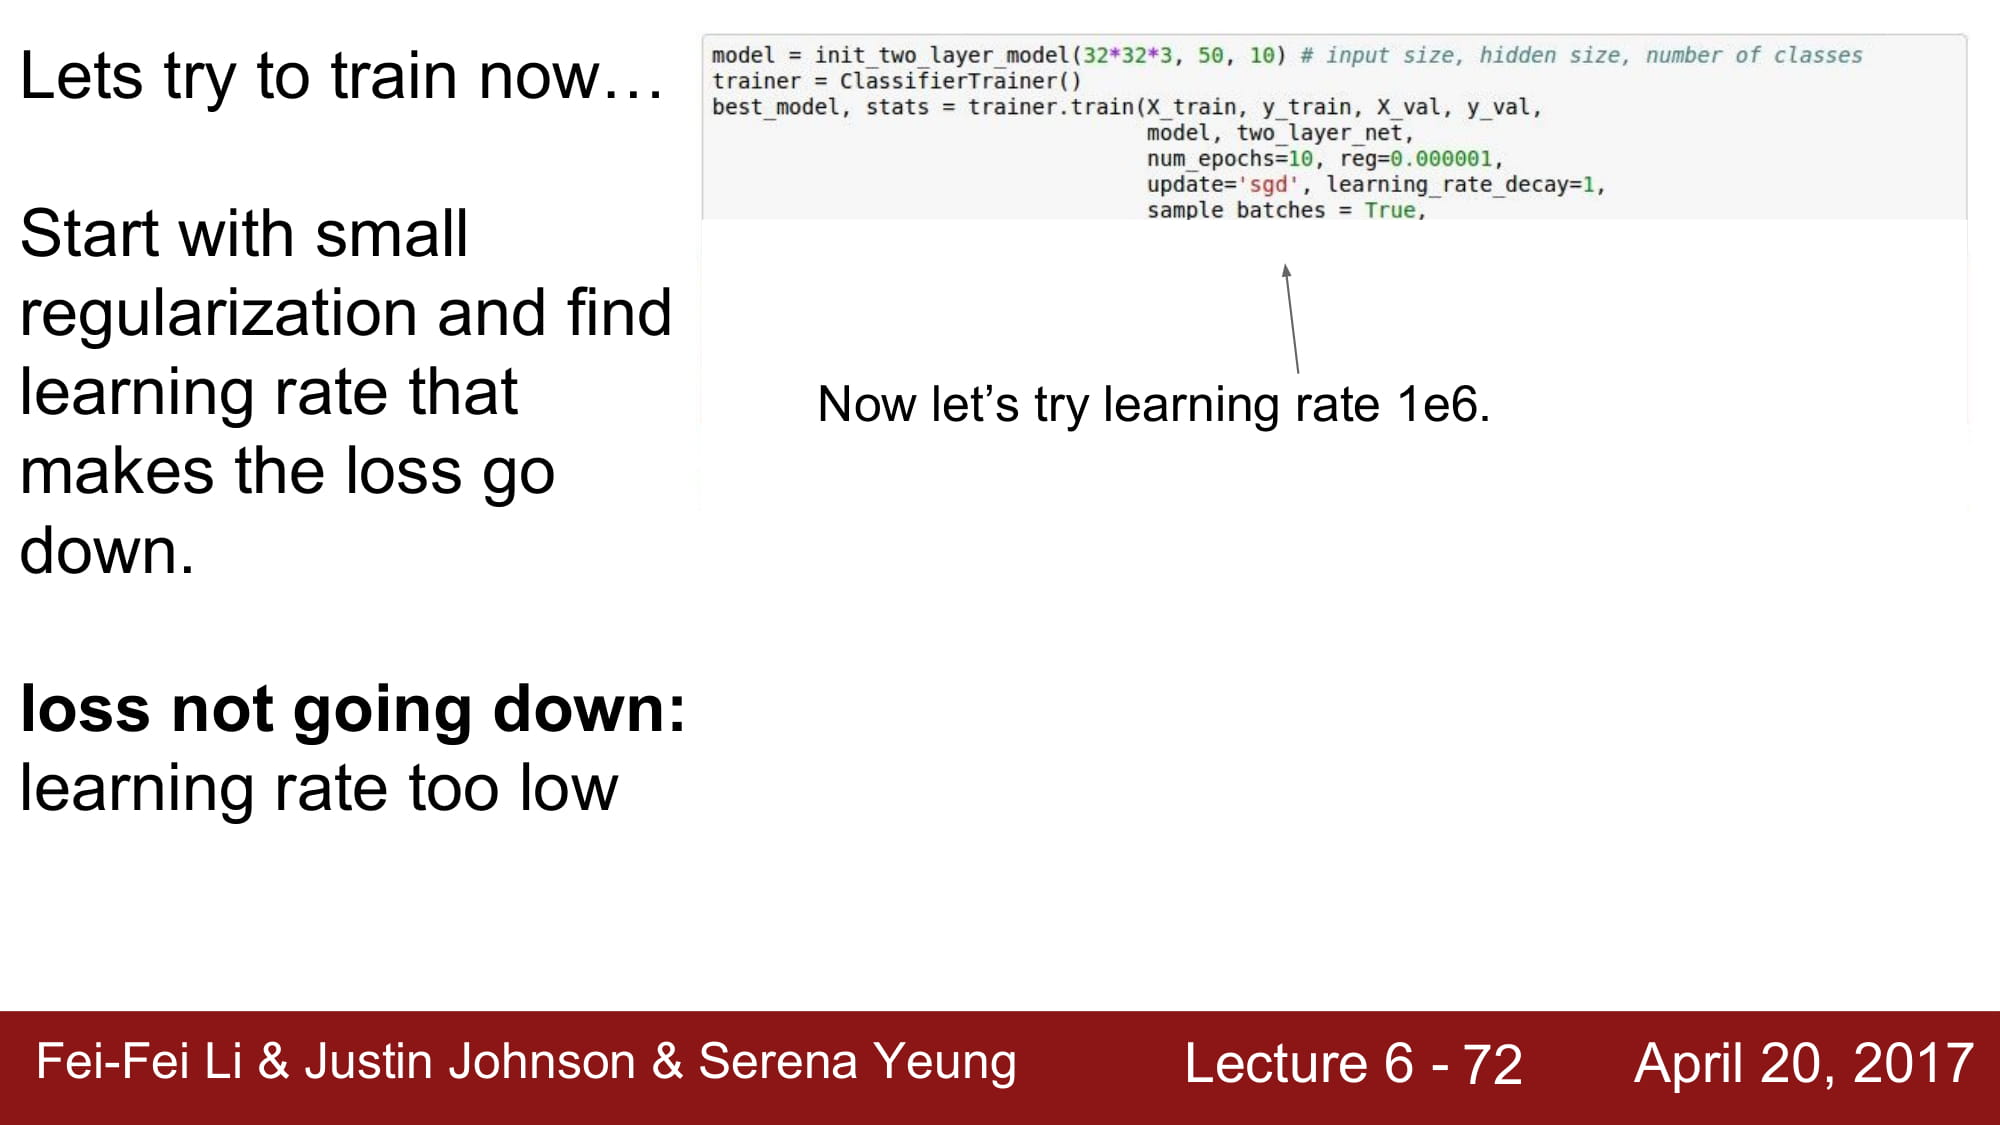 Lets try to train now…
Start with small
regularization and find
learning rate that
makes the loss go
down.
loss not going down:
learning rate too low
model = init_two_layer_model(32*32*3, 50, 10) # input size, hidden size, number of classes
trainer = ClassifierTrainer()
best_model, stats = trainer.train(X_train, y_train, X_val, y_val,
model, two_layer_net,
num_epochs=10, reg=0.000001,
update='sgd', learning_rate_decay=1,
sample_batches = True,
Now let’s try learning rate 1e6.
Fei-Fei Li & Justin Johnson & Serena Yeung
Lecture 6 - 72
April 20, 2017